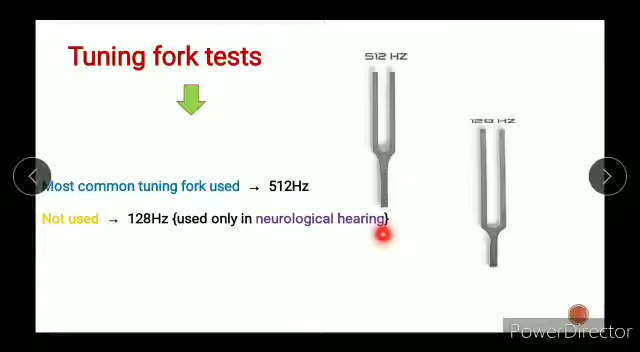 Tuning fork tests
512 HZ
128 HZ
Most common tuning fork used → 512Hz
Not used → 128Hz {used only in neurological hearing}
PowerDirector